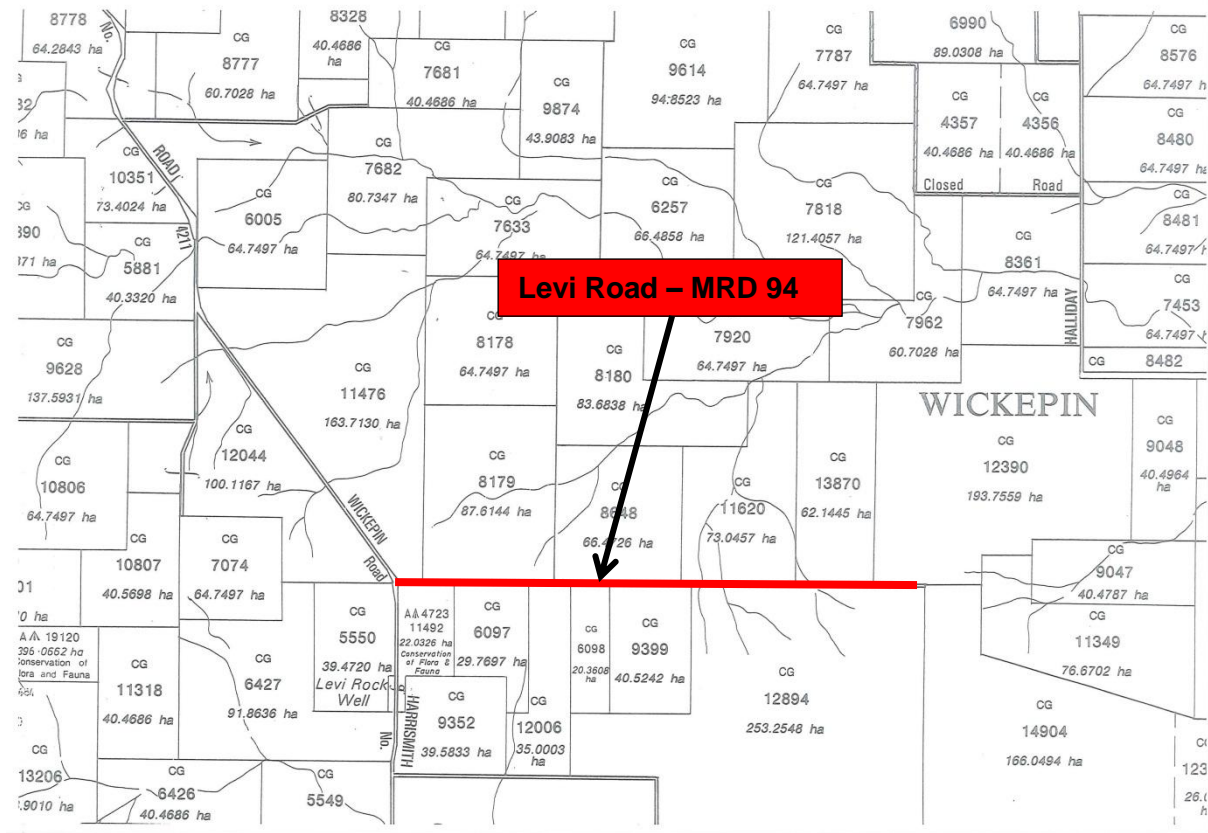 8778
64.2843 ha
No.
CG
8777
60.7028 ha
8328
40.4686
ha
CG
7681
40.4686 ha
CG
9874
43.9083 ha
CG
9614
94.8523 ha
CG
7787
64.7497 ha
6990
89.0308 ha
CG
8576
64.7497 h
CG
4357
40.4686 ha
CG
4356
40.4686 ha
Closed Road
CG
8480
64.7497 ha
CG
10351
73.4024 ha
ROAD
4211
CG
6005
64.7497 ha
CG
7682
80.7347 ha
CG
7633
64.7497 ha
CG
6257
66.4858 ha
CG
7818
121.4057 ha
CG
8361
64.7497 ha
CG
8481
64.7497
CG
5881
40.3320 ha
CG
7453
64.7497
HALLIDAY
Levi Road – MRD 94
CG
9628
137.5931 ha
CG
11476
163.7130 ha
8178
64.7497 ha
CG
8180
83.6838 ha
7920
64.7497 ha
CG
7962
60.7028 ha
CG 8482
WICKEPIN
CG
12044
100.1167 ha
CG
10806
64.7497 ha
WICKEPIN
Road
CG
8179
87.6144 ha
8648
66.4726 ha
CG
11620
73.0457 ha
CG
13870
62.1445 ha
CG
12390
193.7559 ha
CG
9048
40.4964
ha
CG
10807
40.5698 ha
CG
7074
64.7497 ha
CG
9047
40.4787 ha
CG
5550
39.4720 ha
Levi Rock
Well
4723
11492
22.0326 ha
Conservation
of Flora &
Fauna
CG
6097
29.7697 ha
CG
6098
20.3608
ha
CG
9399
40.5242 ha
CG
11349
76.6702 ha
19120
Conservation of
Flora and Fauna
CG
11318
40.4686 ha
CG
6427
91.8636 ha
HARRISMITH
No.
CG
9352
39.5833 ha
CG
12006
35.0003
ha
CG
12894
253.2548 ha
CG
14904
166.0494 ha
CG
13206
.9010 ha
CG
6426
40.4686 ha
CG
5549